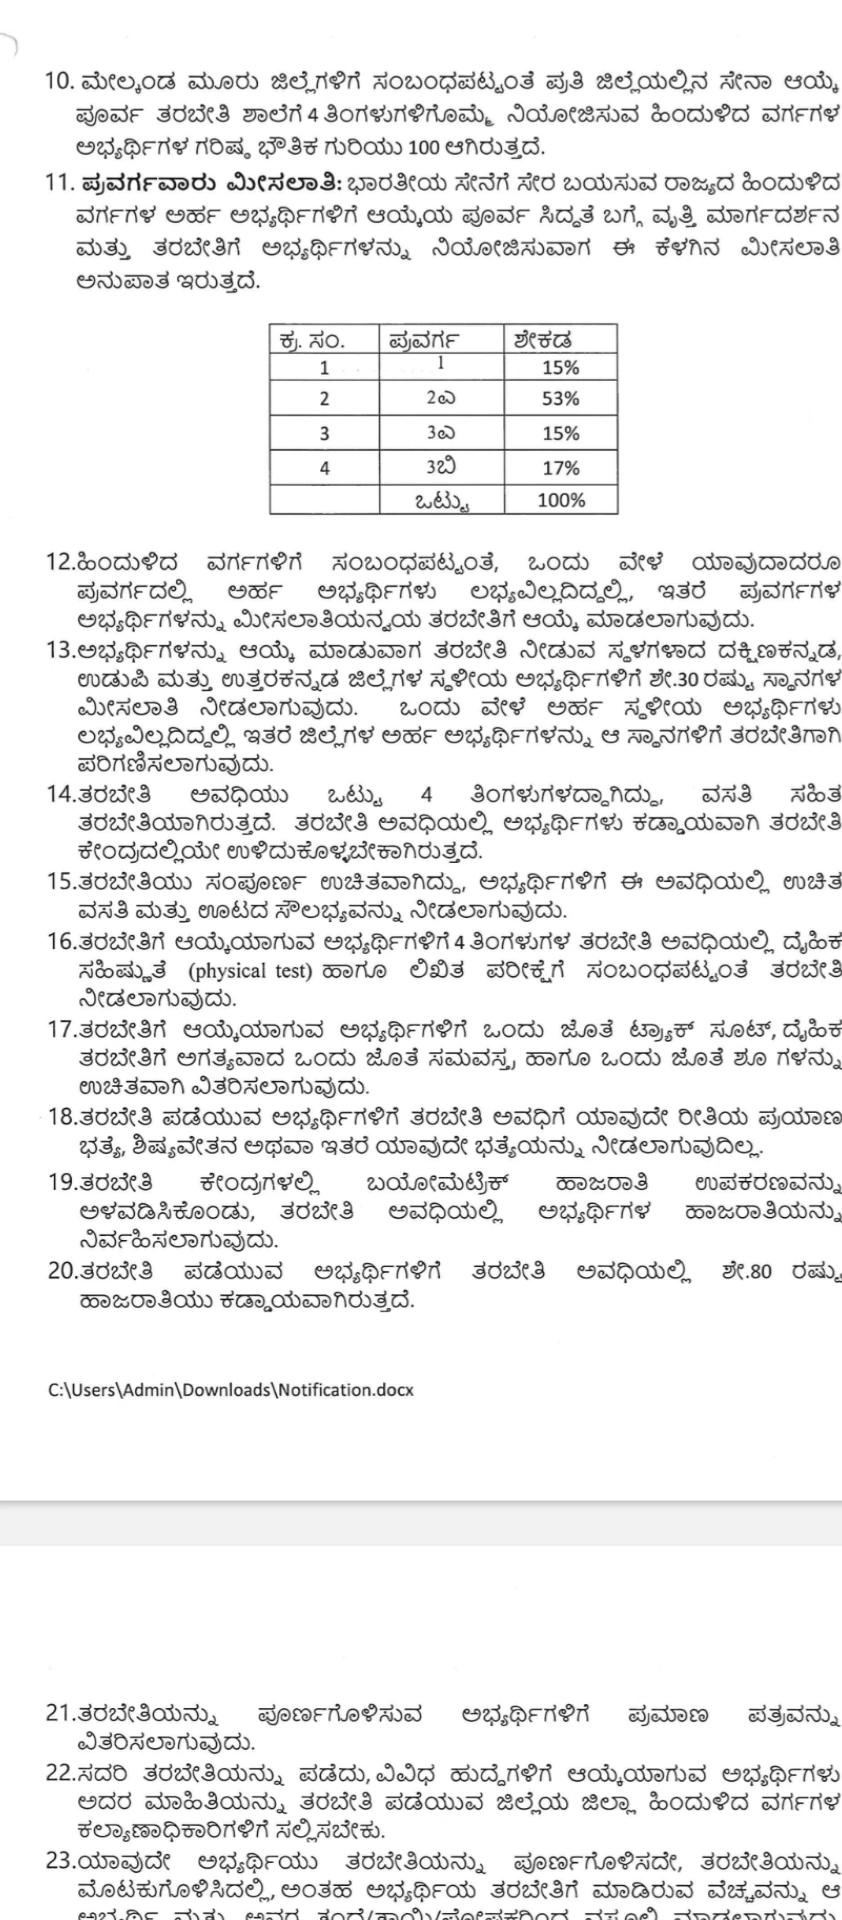 10. ಮೇಲ್ಕಂಡ ಮೂರು ಜಿಲ್ಲೆಗಳಿಗೆ ಸಂಬಂಧಪಟ್ಟಂತೆ ಪ್ರತಿ ಜಿಲ್ಲೆಯಲ್ಲಿನ ಸೇನಾ ಆಯ್ಕೆ
ಪೂರ್ವ ತರಬೇತಿ ಶಾಲೆಗೆ 4 ತಿಂಗಳುಗಳಿಗೊಮ್ಮೆ ನಿಯೋಜಿಸುವ ಹಿಂದುಳಿದ ವರ್ಗಗಳ
ಅಭ್ಯರ್ಥಿಗಳ ಗರಿಷ್ಠ ಭೌತಿಕ ಗುರಿಯು 100 ಆಗಿರುತ್ತದೆ.
11. ಪ್ರವರ್ಗವಾರು ಮೀಸಲಾತಿ: ಭಾರತೀಯ ಸೇನೆಗೆ ಸೇರ ಬಯಸುವ ರಾಜ್ಯದ ಹಿಂದುಳಿದ
ವರ್ಗಗಳ ಅರ್ಹ ಅಭ್ಯರ್ಥಿಗಳಿಗೆ ಆಯ್ಕೆಯ ಪೂರ್ವ ಸಿದ್ದತೆ ಬಗ್ಗೆ ವೃತ್ತಿ ಮಾರ್ಗದರ್ಶನ
ಮತ್ತು ತರಬೇತಿಗೆ ಅಭ್ಯರ್ಥಿಗಳನ್ನು ನಿಯೋಜಿಸುವಾಗ ಈ ಕೆಳಗಿನ ಮೀಸಲಾತಿ
ಅನುಪಾತ ಇರುತ್ತದೆ.
ಕ್ರ. ಸಂ. ಪ್ರವರ್ಗ ಶೇಕಡ
1 1 15%
2 2ಎ 53%
3 3ಎ 15%
4 3ಬಿ 17%
ಒಟ್ಟು 100%
12.ಹಿಂದುಳಿದ ವರ್ಗಗಳಿಗೆ ಸಂಬಂಧಪಟ್ಟಂತೆ, ಒಂದು ವೇಳೆ ಯಾವುದಾದರೂ
ಪ್ರವರ್ಗದಲ್ಲಿ ಅರ್ಹ ಅಭ್ಯರ್ಥಿಗಳು ಲಭ್ಯವಿಲ್ಲದಿದ್ದಲ್ಲಿ, ಇತರೆ ಪ್ರವರ್ಗಗಳ
ಅಭ್ಯರ್ಥಿಗಳನ್ನು ಮೀಸಲಾತಿಯನ್ವಯ ತರಬೇತಿಗೆ ಆಯ್ಕೆ ಮಾಡಲಾಗುವುದು.
13.ಅಭ್ಯರ್ಥಿಗಳನ್ನು ಆಯ್ಕೆ ಮಾಡುವಾಗ ತರಬೇತಿ ನೀಡುವ ಸ್ಥಳಗಳಾದ ದಕ್ಷಿಣಕನ್ನಡ,
ಉಡುಪಿ ಮತ್ತು ಉತ್ತರಕನ್ನಡ ಜಿಲ್ಲೆಗಳ ಸ್ಥಳೀಯ ಅಭ್ಯರ್ಥಿಗಳಿಗೆ ಶೇ.30 ರಷ್ಟು ಸ್ಥಾನಗಳ
ಮೀಸಲಾತಿ ನೀಡಲಾಗುವುದು. ಒಂದು ವೇಳೆ ಅರ್ಹ ಸ್ಥಳೀಯ ಅಭ್ಯರ್ಥಿಗಳು
ಲಭ್ಯವಿಲ್ಲದಿದ್ದಲ್ಲಿ ಇತರೆ ಜಿಲ್ಲೆಗಳ ಅರ್ಹ ಅಭ್ಯರ್ಥಿಗಳನ್ನು ಆ ಸ್ಥಾನಗಳಿಗೆ ತರಬೇತಿಗಾಗಿ
ಪರಿಗಣಿಸಲಾಗುವುದು.
14.ತರಬೇತಿ ಅವಧಿಯು ಒಟ್ಟು 4 ತಿಂಗಳುಗಳದ್ದಾಗಿದ್ದು, ವಸತಿ ಸಹಿತ
ತರಬೇತಿಯಾಗಿರುತ್ತದೆ. ತರಬೇತಿ ಅವಧಿಯಲ್ಲಿ ಅಭ್ಯರ್ಥಿಗಳು ಕಡ್ಡಾಯವಾಗಿ ತರಬೇತಿ
ಕೇಂದ್ರದಲ್ಲಿಯೇ ಉಳಿದುಕೊಳ್ಳಬೇಕಾಗಿರುತ್ತದೆ.
15.ತರಬೇತಿಯು ಸಂಪೂರ್ಣ ಉಚಿತವಾಗಿದ್ದು, ಅಭ್ಯರ್ಥಿಗಳಿಗೆ ಈ ಅವಧಿಯಲ್ಲಿ ಉಚಿತ
ವಸತಿ ಮತ್ತು ಊಟದ ಸೌಲಭ್ಯವನ್ನು ನೀಡಲಾಗುವುದು.
16.ತರಬೇತಿಗೆ ಆಯ್ಕೆಯಾಗುವ ಅಭ್ಯರ್ಥಿಗಳಿಗೆ 4 ತಿಂಗಳುಗಳ ತರಬೇತಿ ಅವಧಿಯಲ್ಲಿ ದೈಹಿಕ
ಸಹಿಷ್ಣುತೆ (physical test) ಹಾಗೂ ಲಿಖಿತ ಪರೀಕ್ಷೆಗೆ ಸಂಬಂಧಪಟ್ಟಂತೆ ತರಬೇತಿ
ನೀಡಲಾಗುವುದು.
17.ತರಬೇತಿಗೆ ಆಯ್ಕೆಯಾಗುವ ಅಭ್ಯರ್ಥಿಗಳಿಗೆ ಒಂದು ಜೊತೆ ಟ್ರ್ಯಾಕ್ ಸೂಟ್, ದೈಹಿಕ
ತರಬೇತಿಗೆ ಅಗತ್ಯವಾದ ಒಂದು ಜೊತೆ ಸಮವಸ್ತ್ರ ಹಾಗೂ ಒಂದು ಜೊತೆ ಶೂ ಗಳನ್ನು
ಉಚಿತವಾಗಿ ವಿತರಿಸಲಾಗುವುದು.
18.ತರಬೇತಿ ಪಡೆಯುವ ಅಭ್ಯರ್ಥಿಗಳಿಗೆ ತರಬೇತಿ ಅವಧಿಗೆ ಯಾವುದೇ ರೀತಿಯ ಪ್ರಯಾಣ
ಭತ್ಯೆ, ಶಿಷ್ಯವೇತನ ಅಥವಾ ಇತರೆ ಯಾವುದೇ ಭತ್ಯೆಯನ್ನು ನೀಡಲಾಗುವುದಿಲ್ಲ.
19.ತರಬೇತಿ ಕೇಂದ್ರಗಳಲ್ಲಿ ಬಯೋಮೆಟ್ರಿಕ್ ಹಾಜರಾತಿ ಉಪಕರಣವನ್ನು
ಅಳವಡಿಸಿಕೊಂಡು, ತರಬೇತಿ ಅವಧಿಯಲ್ಲಿ ಅಭ್ಯರ್ಥಿಗಳ ಹಾಜರಾತಿಯನ್ನು
ನಿರ್ವಹಿಸಲಾಗುವುದು.
20.ತರಬೇತಿ ಪಡೆಯುವ ಅಭ್ಯರ್ಥಿಗಳಿಗೆ ತರಬೇತಿ ಅವಧಿಯಲ್ಲಿ ಶೇ.80 ರಷ್ಟು
ಹಾಜರಾತಿಯು ಕಡ್ಡಾಯವಾಗಿರುತ್ತದೆ.
C:\Users\Admin\Downloads\Notification.docx
21.ತರಬೇತಿಯನ್ನು ಪೂರ್ಣಗೊಳಿಸುವ ಅಭ್ಯರ್ಥಿಗಳಿಗೆ ಪ್ರಮಾಣ ಪತ್ರವನ್ನು
ವಿತರಿಸಲಾಗುವುದು.
22.ಸದರಿ ತರಬೇತಿಯನ್ನು ಪಡೆದು, ವಿವಿಧ ಹುದ್ದೆಗಳಿಗೆ ಆಯ್ಕೆಯಾಗುವ ಅಭ್ಯರ್ಥಿಗಳು
ಅದರ ಮಾಹಿತಿಯನ್ನು ತರಬೇತಿ ಪಡೆಯುವ ಜಿಲ್ಲೆಯ ಜಿಲ್ಲಾ ಹಿಂದುಳಿದ ವರ್ಗಗಳ
ಕಲ್ಯಾಣಾಧಿಕಾರಿಗಳಿಗೆ ಸಲ್ಲಿಸಬೇಕು.
23.ಯಾವುದೇ ಅಭ್ಯರ್ಥಿಯು ತರಬೇತಿಯನ್ನು ಪೂರ್ಣಗೊಳಿಸದೇ, ತರಬೇತಿಯನ್ನು
ಮೊಟಕುಗೊಳಿಸಿದಲ್ಲಿ, ಅಂತಹ ಅಭ್ಯರ್ಥಿಯ ತರಬೇತಿಗೆ ಮಾಡಿರುವ ವೆಚ್ಚವನ್ನು ಆ